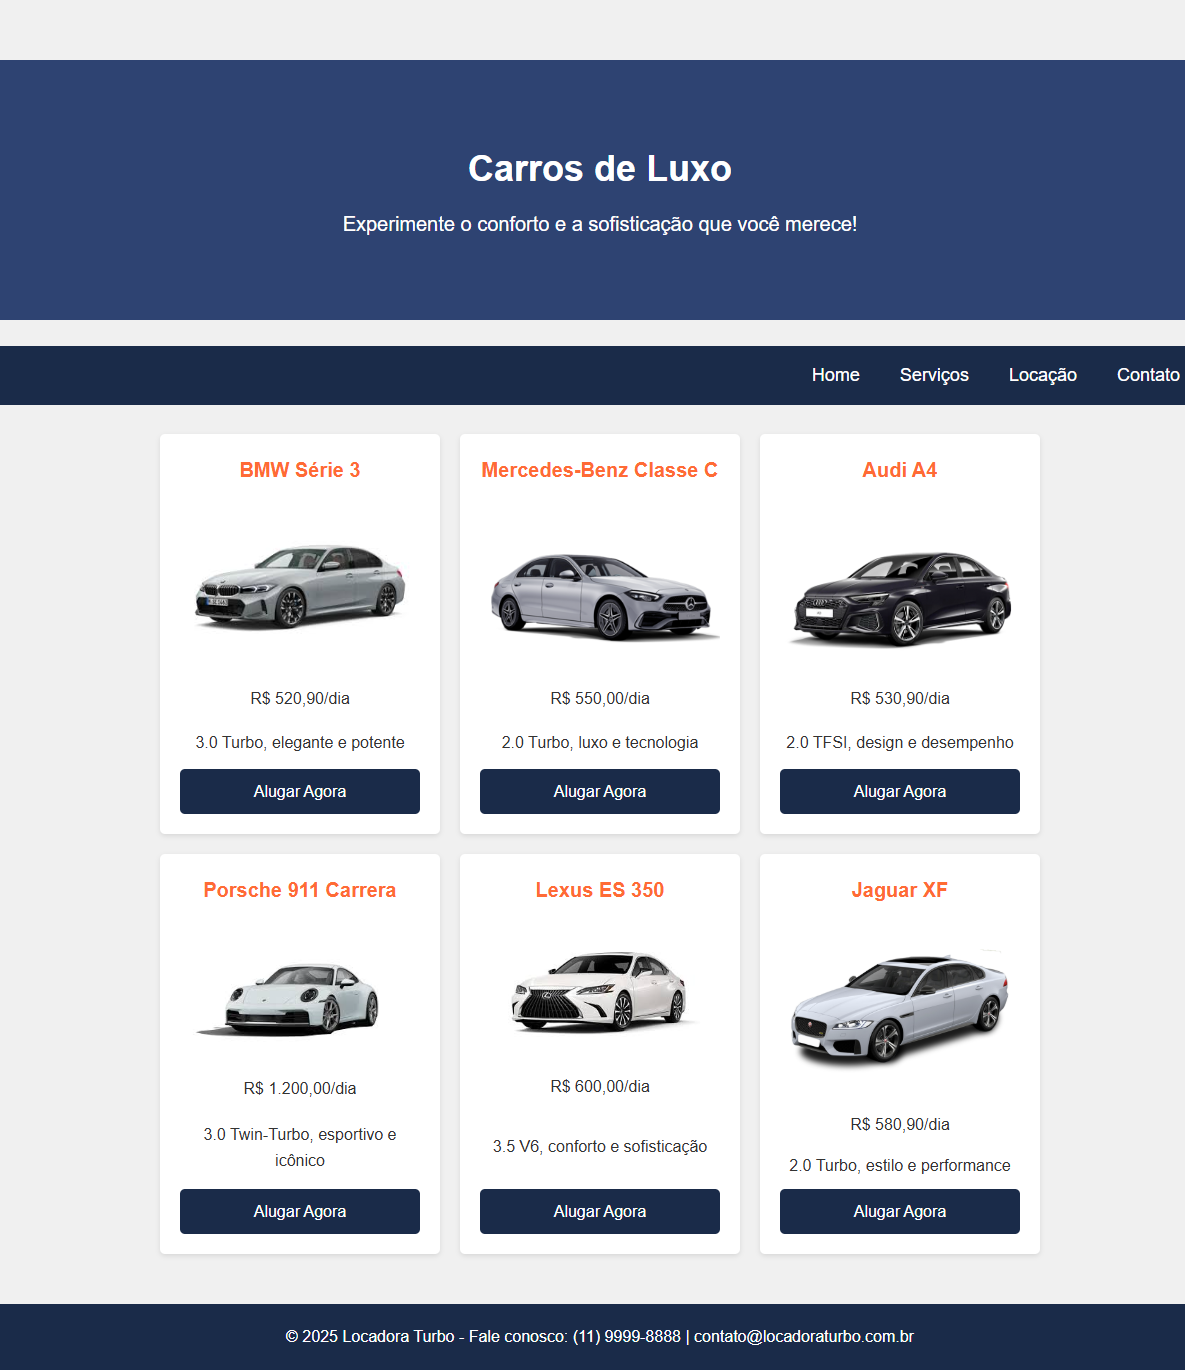 Carros de Luxo
Experimente o conforto e a sofisticação que você merece!
Home Serviços Locação Contato
BMW Série 3
R$ 520,90/dia
3.0 Turbo, elegante e potente
Alugar Agora
Mercedes-Benz Classe C
R$ 550,00/dia
2.0 Turbo, luxo e tecnologia
Alugar Agora
Audi A4
R$ 530,90/dia
2.0 TFSI, design e desempenho
Alugar Agora
Porsche 911 Carrera
R$ 1.200,00/dia
3.0 Twin-Turbo, esportivo e
icônico
Alugar Agora
Lexus ES 350
R$ 600,00/dia
3.5 V6, conforto e sofisticação
Alugar Agora
Jaguar XF
R$ 580,90/dia
2.0 Turbo, estilo e performance
Alugar Agora
© 2025 Locadora Turbo - Fale conosco: (11) 9999-8888 | contato@locadoraturbo.com.br